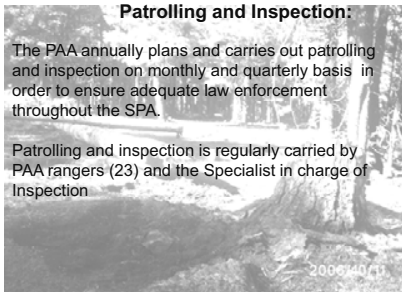 Patrolling and Inspection:
The PAA annually plans and carries out patrolling
and inspection on monthly and quarterly basis in
order to ensure adequate law enforcement
throughout the SPA.
Patrolling and inspection is regularly carried by
PAA rangers (23) and the Specialist in charge of
Inspection